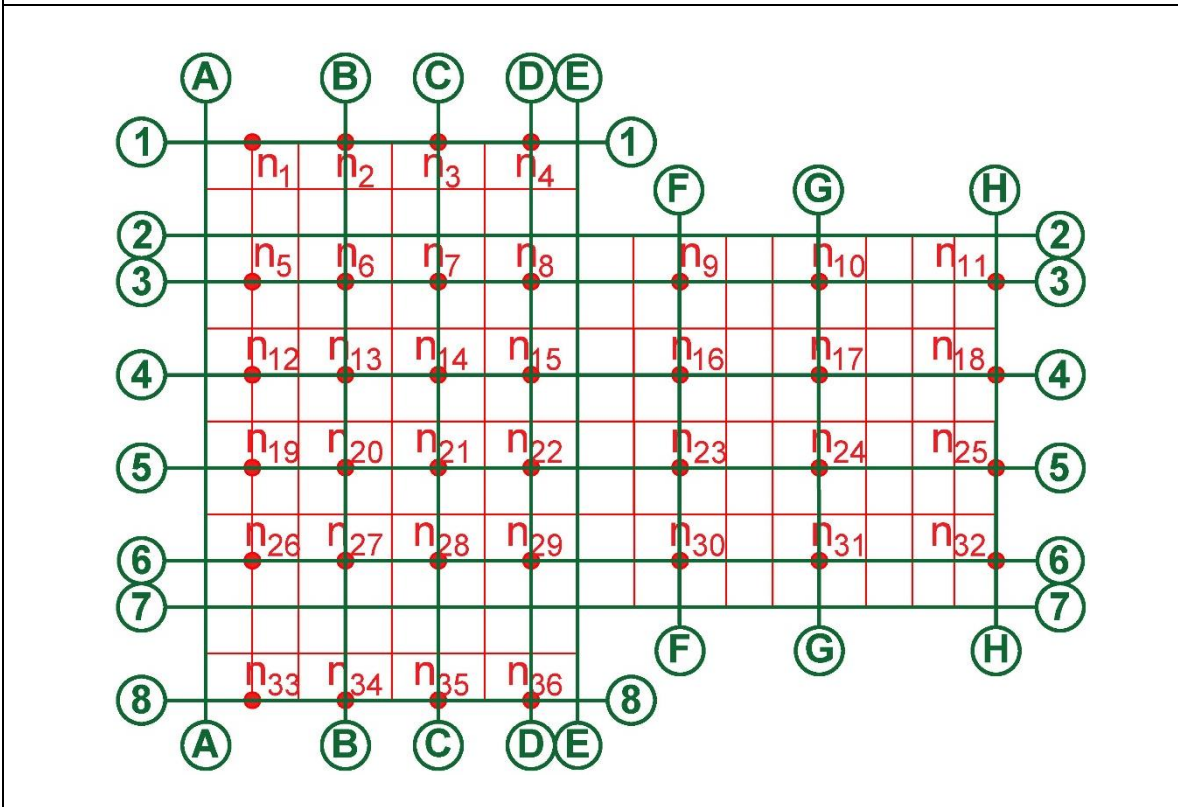 A B C D E
1 1
n1 n2 n3 n4
F G H
2 2
n5 n6 n7 n8 n9 n10 n11
3 3
n12 n13 n14 n15 n16 n17 n18
4 4
n19 n20 n21 n22 n23 n24 n25
5 5
n26 n27 n28 n29 n30 n31 n32
6 6
7 7
F G H
n33 n34 n35 n36
8 8
A B C D E